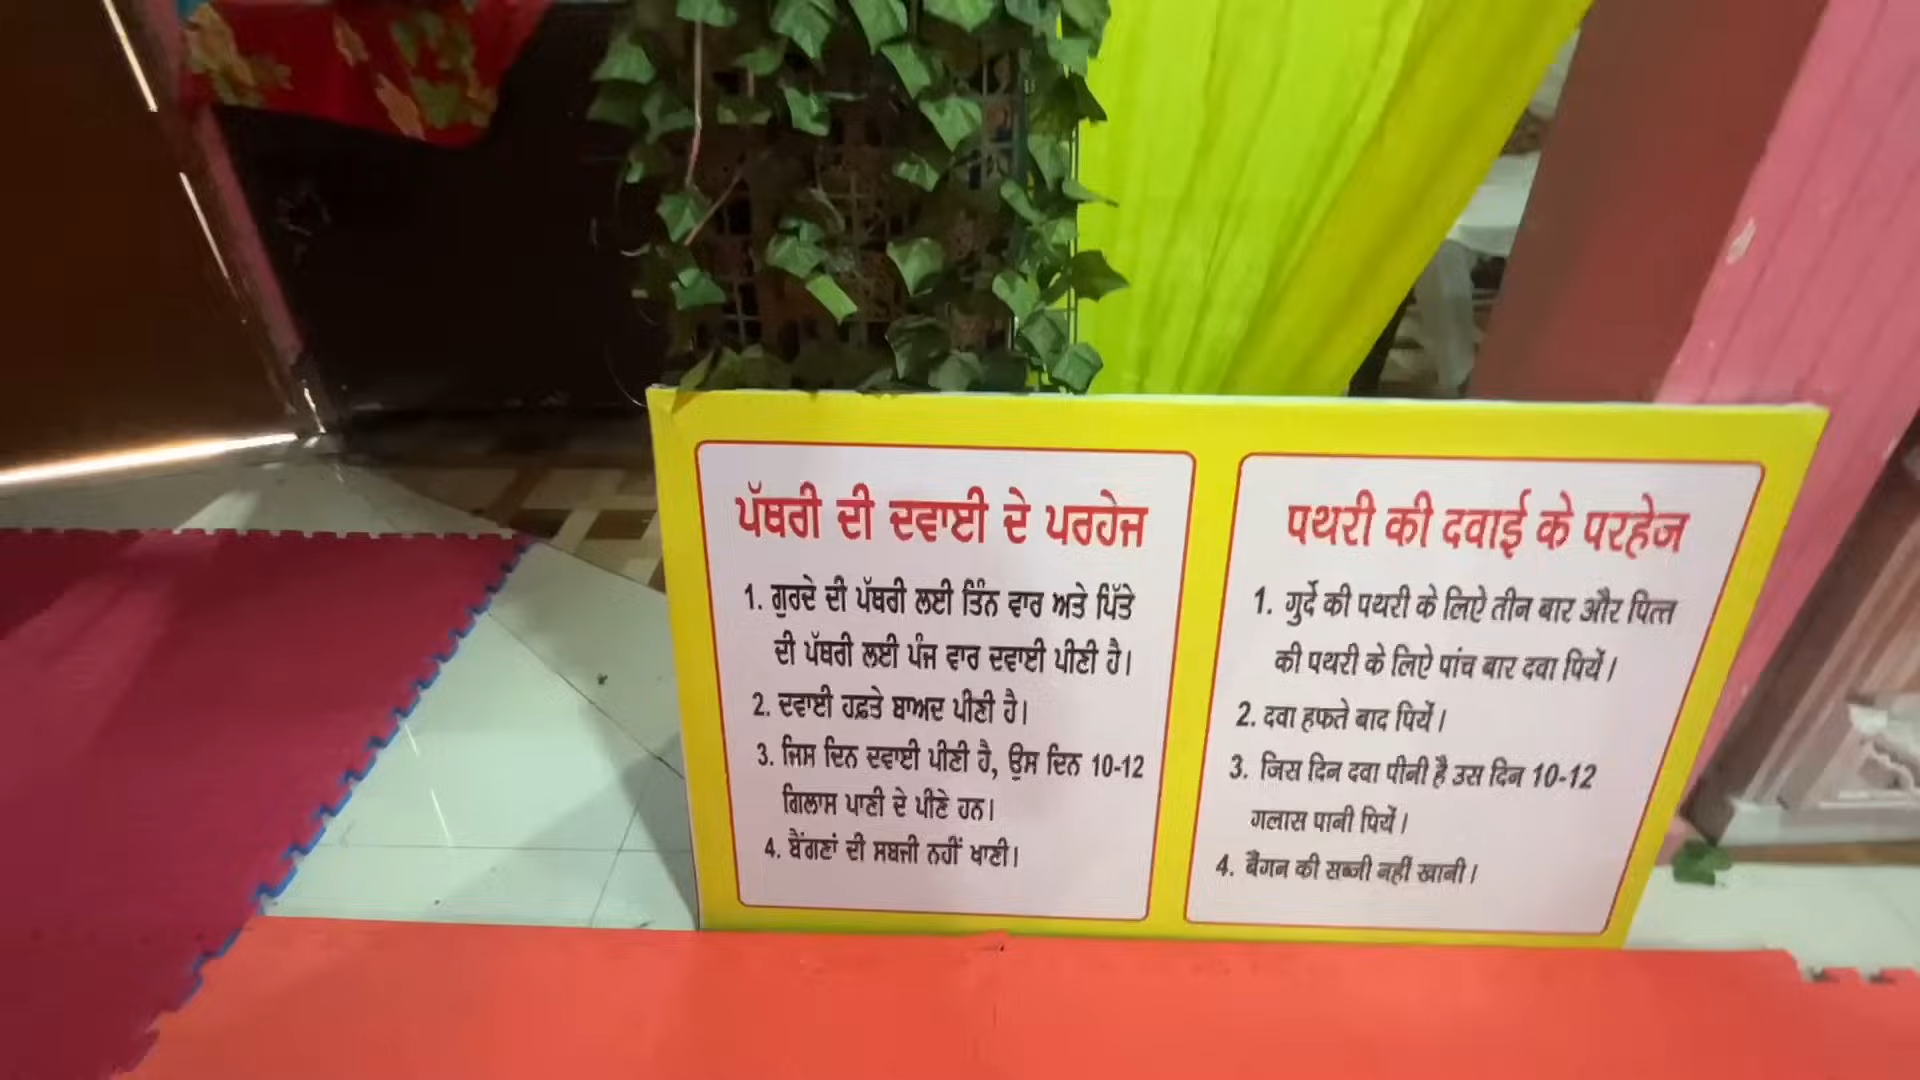 ਪੱਥਰੀ ਦੀ ਦਵਾਈ ਦੇ ਪਰਹੇਜ
1. ਗੁਰਦੇ ਦੀ ਪੱਥਰੀ ਲਈ ਤਿੰਨ ਵਾਰ ਅਤੇ ਪਿੱਤੇ
ਦੀ ਪੱਥਰੀ ਲਈ ਪੰਜ ਵਾਰ ਦਵਾਈ ਪੀਣੀ ਹੈ।
2. ਦਵਾਈ ਹਫ਼ਤੇ ਬਾਅਦ ਪੀਣੀ ਹੈ।
3. ਜਿਸ ਦਿਨ ਦਵਾਈ ਪੀਣੀ ਹੈ, ਉਸ ਦਿਨ 10-12
ਗਿਲਾਸ ਪਾਣੀ ਦੇ ਪੀਣੇ ਹਨ।
4. ਬੈਂਗਣਾਂ ਦੀ ਸਬਜੀ ਨਹੀਂ ਖਾਣੀ।
पथरी की दवाई के परहेज
1. गुर्दे की पथरी के लिऐ तीन बार और पित्त
की पथरी के लिऐ पांच बार दवा पियें।
2. दवा हफते बाद पियें।
3. जिस दिन दवा पीनी है उस दिन 10-12
गलास पानी पियें।
4. बैंगन की सब्जी नहीं खानी।